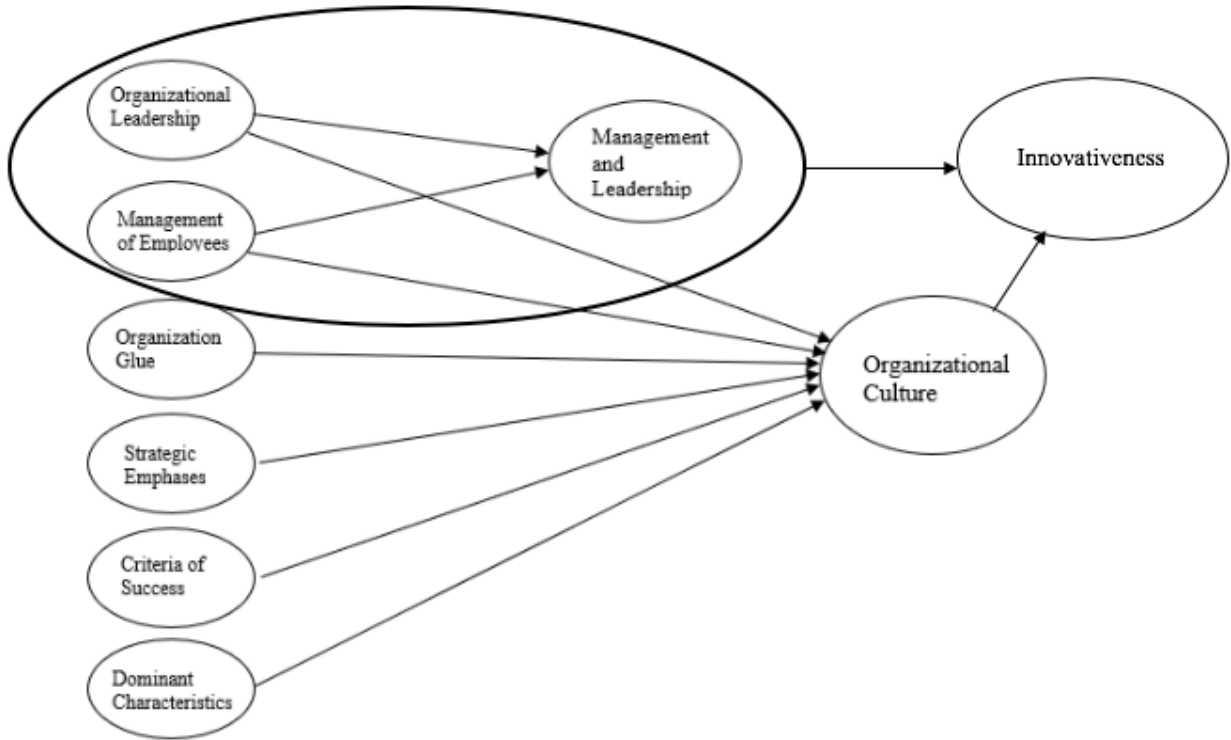 Organizational
Leadership
Management
and
Leadership
Innovativeness
Management
of Employees
Organization
Glue
Organizational
Culture
Strategic
Emphases
Criteria of
Success
Dominant
Characteristics